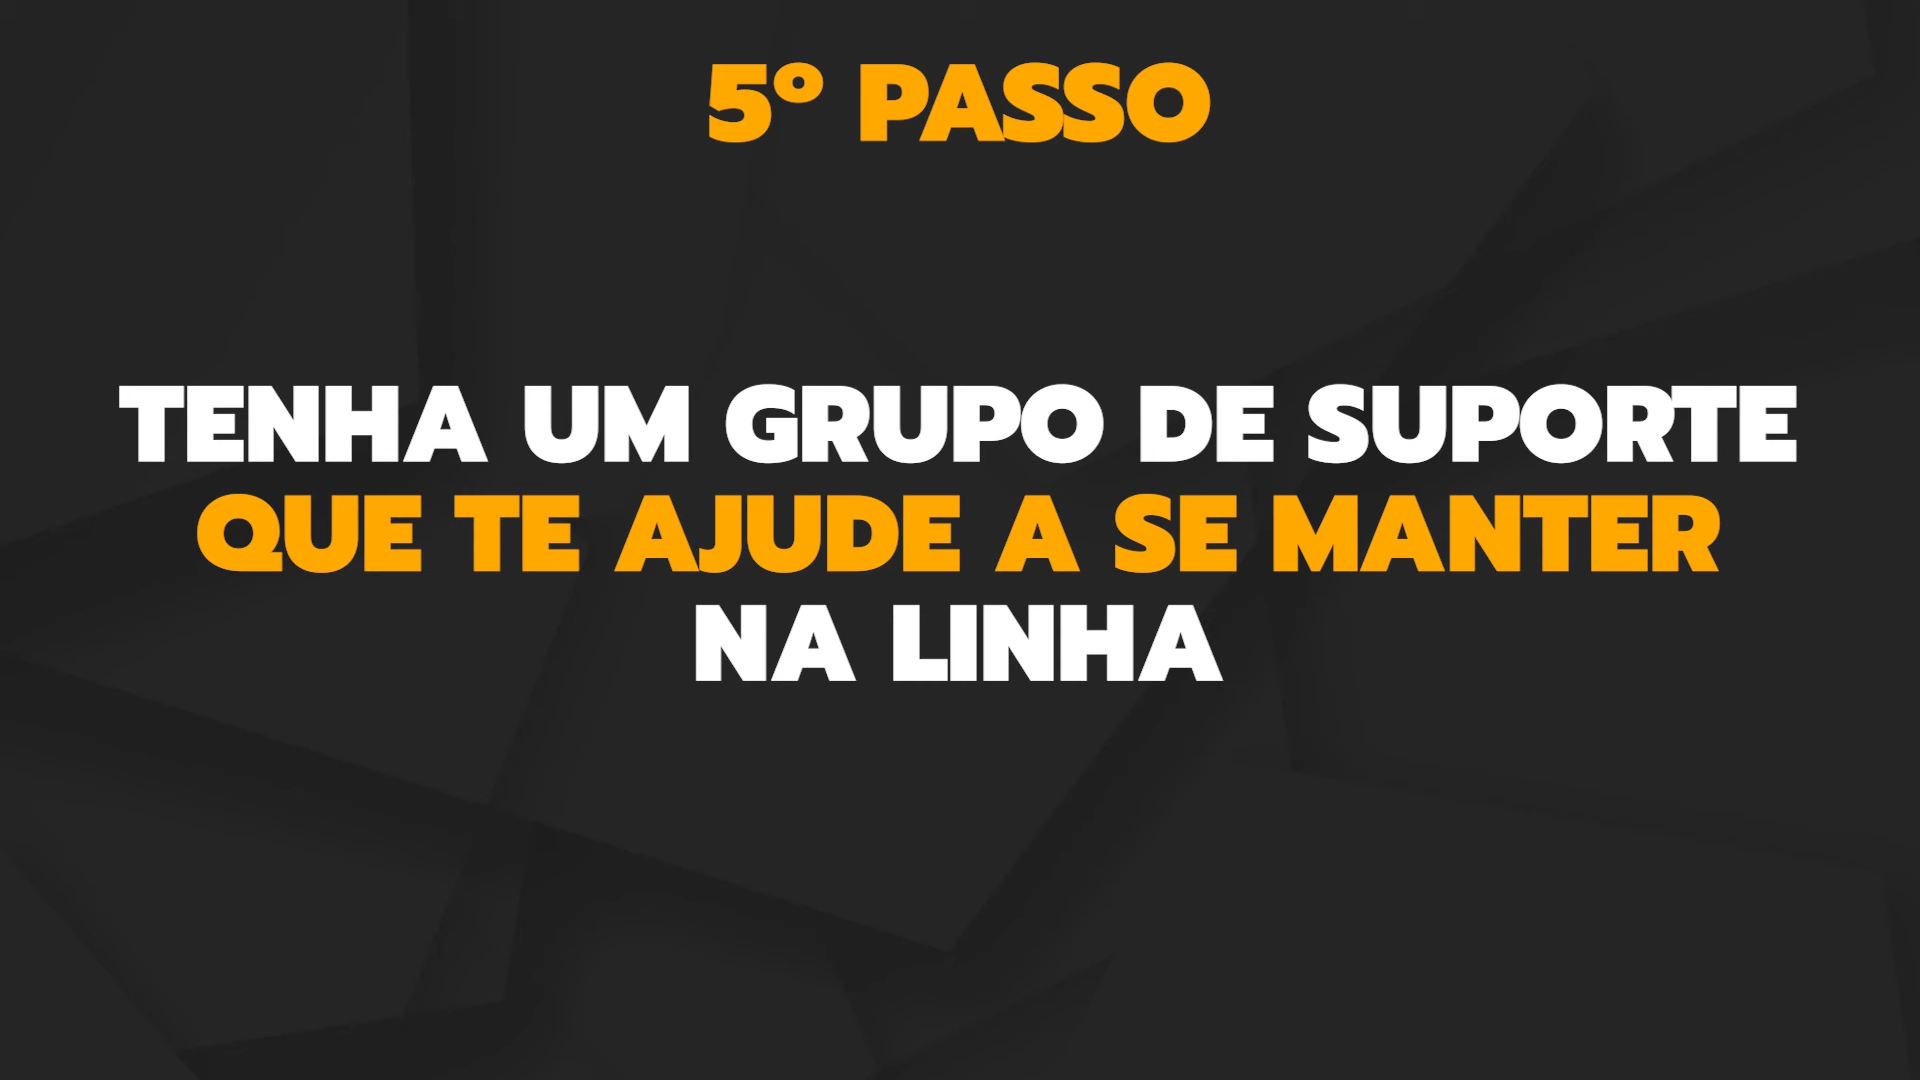 5º PASSO
TENHA UM GRUPO DE SUPORTE
QUE TE AJUDE A SE MANTER
NA LINHA